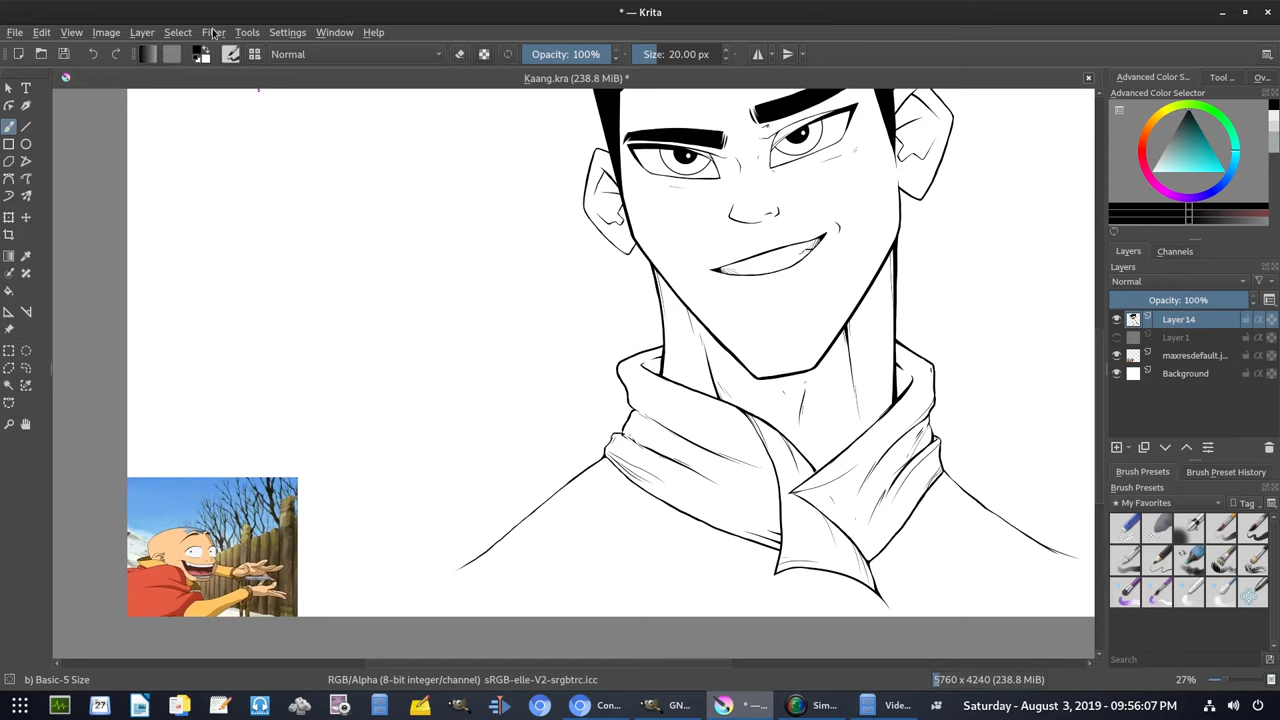 * — Krita
File Edit View Image Layer Select Filter Tools Settings Window Help
Normal Opacity: 100% Size: 20.00 px
Kaang.kra (238.8 MiB) *
Advanced Color S... Tool ... Ov...
Advanced Color Selector
Layers Channels
Layers
Normal
Opacity: 100%
Layer 14
Layer 1
maxresdefault.j...
Background
Brush Presets Brush Preset History
Brush Presets
★ My Favorites Tag
Search
b) Basic-5 Size RGB/Alpha (8-bit integer/channel) sRGB-elle-V2-srgbtrc.icc 5760 x 4240 (238.8 MiB) 27%
27 Con... GN... * —... Sim... Vide... Saturday - August 3, 2019 - 09:56:07 PM